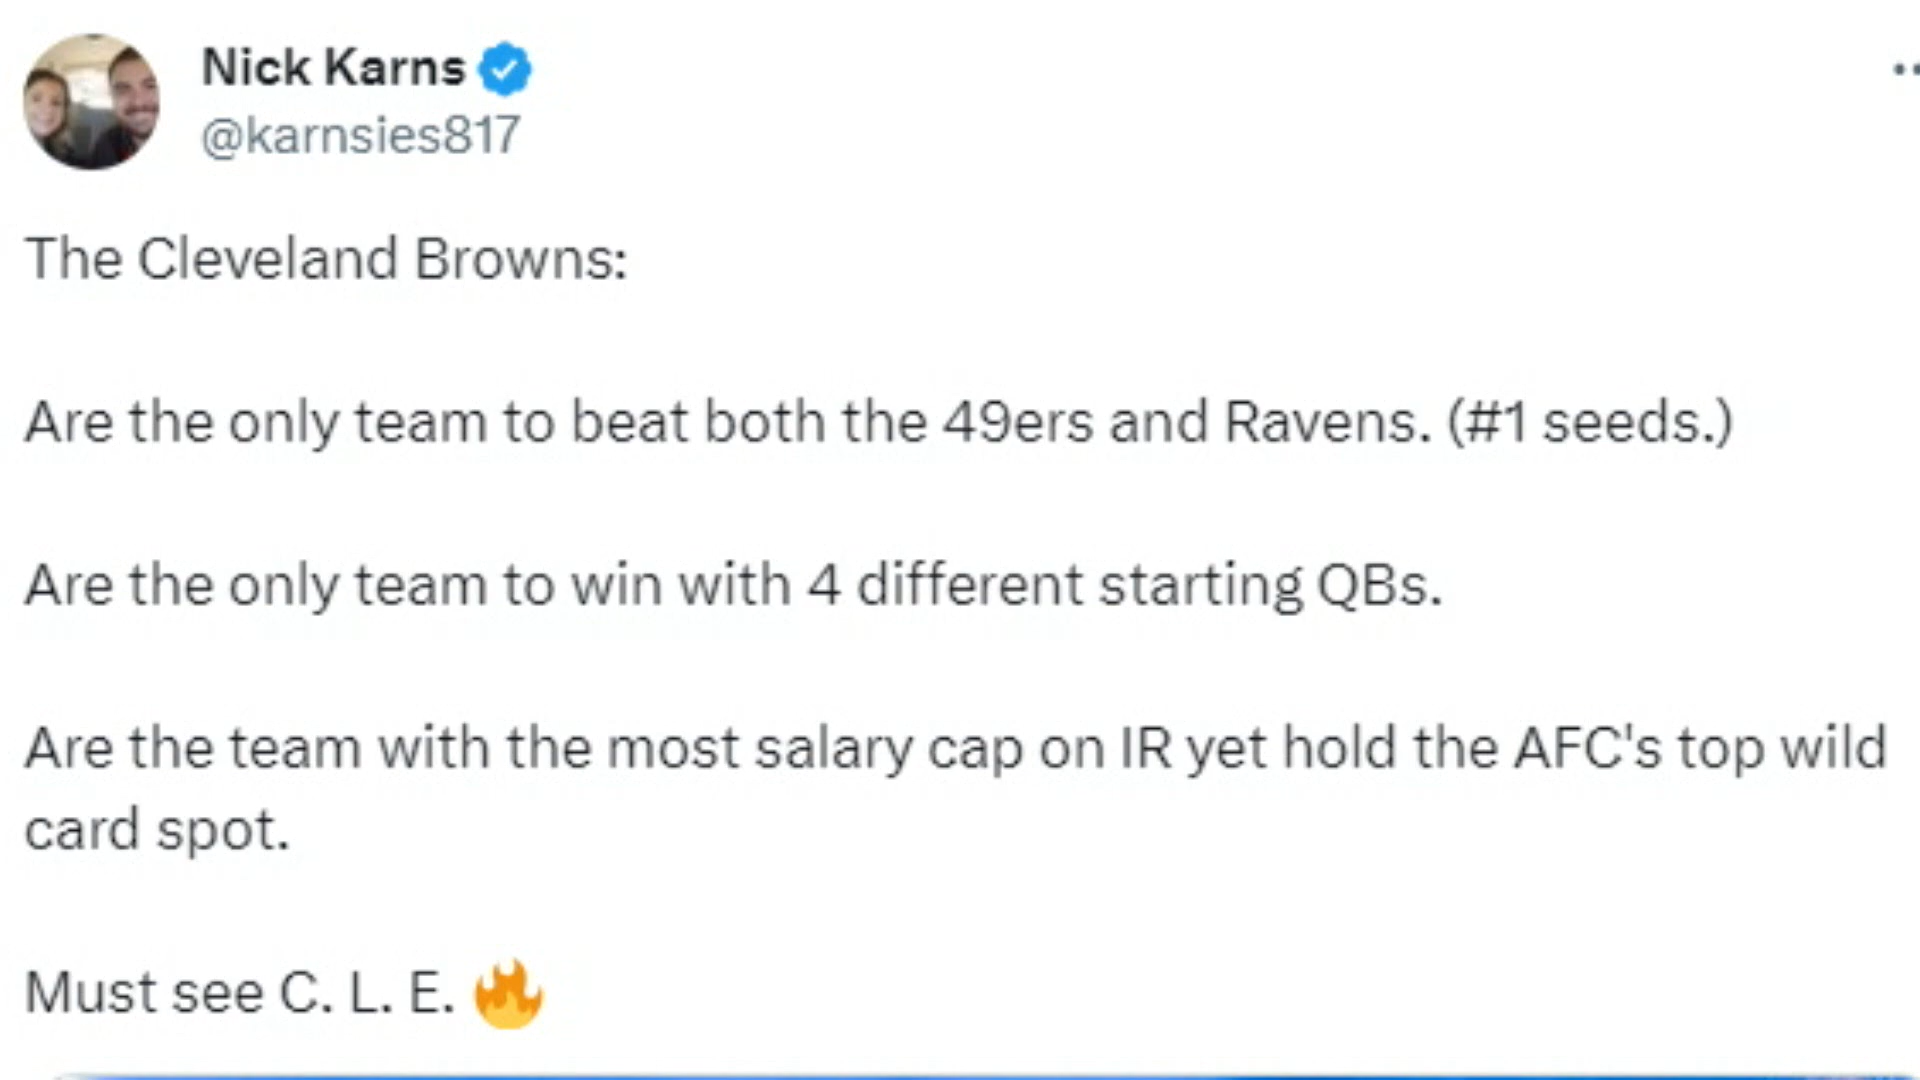 Nick Karns
@karnsies817
The Cleveland Browns:
Are the only team to beat both the 49ers and Ravens. (#1 seeds.)
Are the only team to win with 4 different starting QBs.
Are the team with the most salary cap on IR yet hold the AFC's top wild
card spot.
Must see C. L. E. 🔥